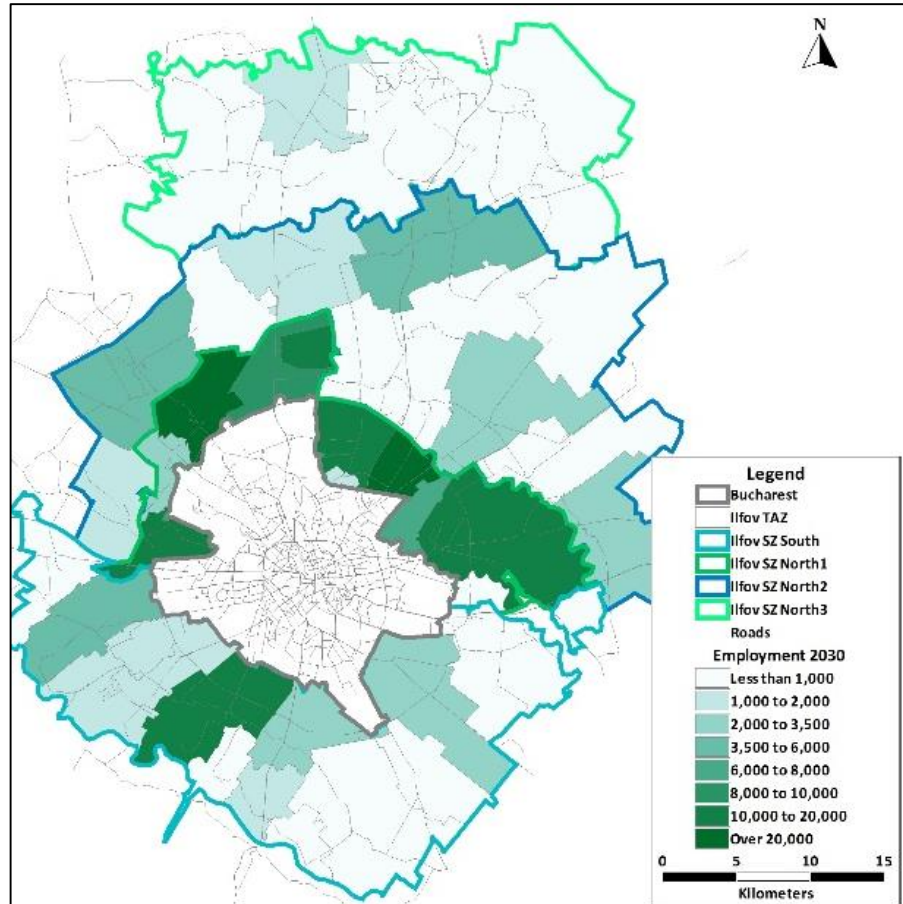 N
Legend
Bucharest
Ilfov TAZ
Ilfov SZ South
Ilfov SZ North1
Ilfov SZ North2
Ilfov SZ North3
Roads
Employment 2030
Less than 1,000
1,000 to 2,000
2,000 to 3,500
3,500 to 6,000
6,000 to 8,000
8,000 to 10,000
10,000 to 20,000
Over 20,000
0 5 10 15
Kilometers